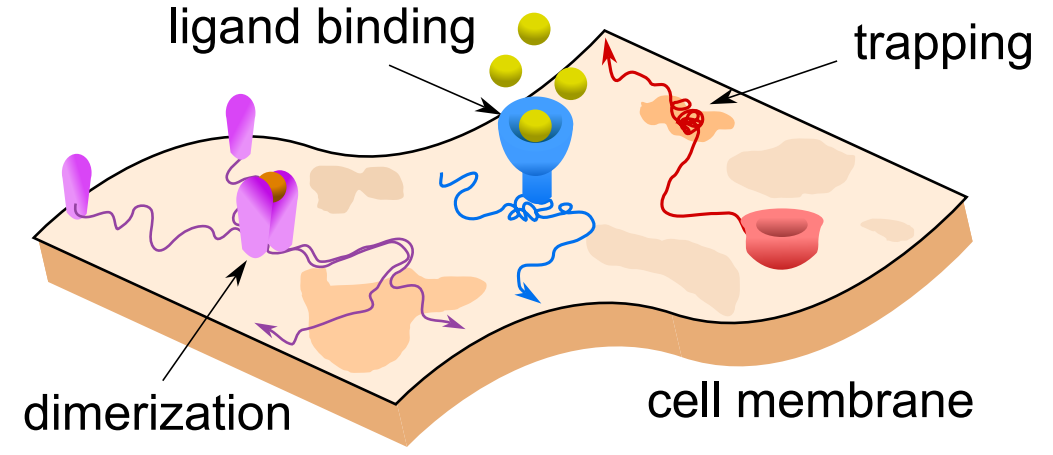 ligand binding
trapping
dimerization
cell membrane